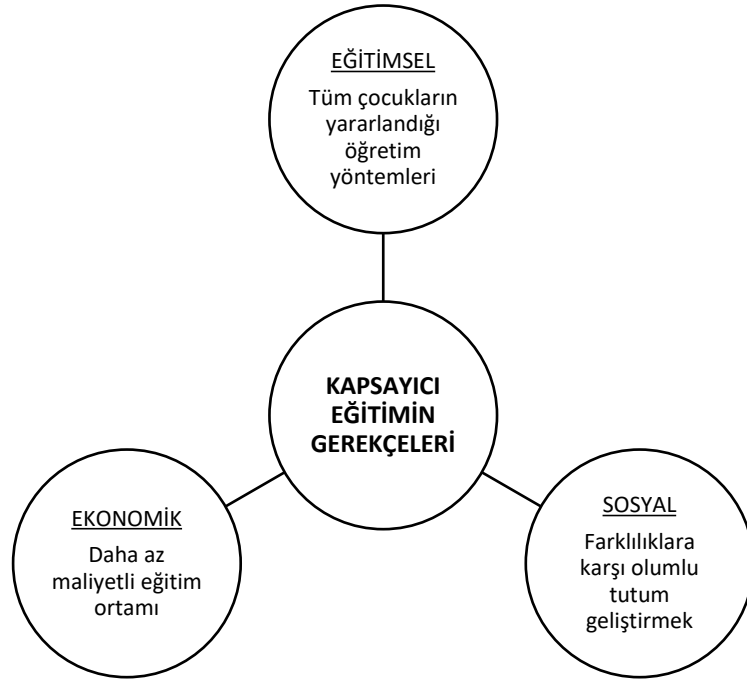 EĞİTİMSEL
Tüm çocukların
yararlandığı
öğretim
yöntemleri
KAPSAYICI
EĞİTİMİN
GEREKÇELERİ
EKONOMİK
Daha az
maliyetli eğitim
ortamı
SOSYAL
Farklılıklara
karşı olumlu
tutum
geliştirmek